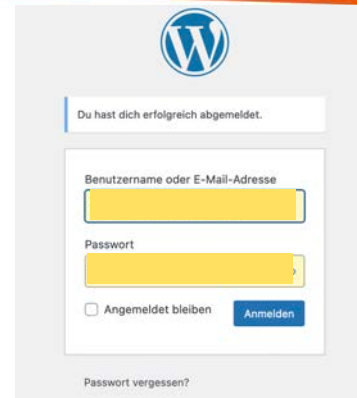 Du hast dich erfolgreich abgemeldet.
Benutzername oder E-Mail-Adresse
Passwort
Angemeldet bleiben
Anmelden
Passwort vergessen?